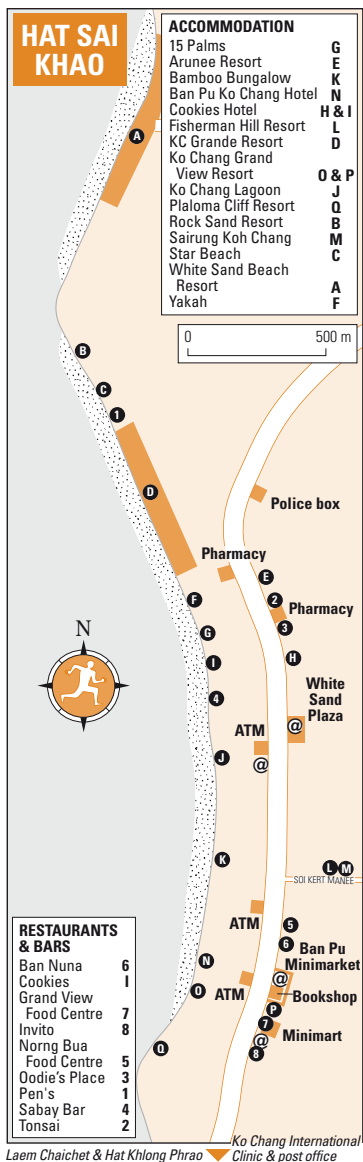 HAT SAI
KHAO
ACCOMMODATION
15 Palms G
Arunee Resort E
Bamboo Bungalow K
Ban Pu Ko Chang Hotel N
Cookies Hotel H & I
Fisherman Hill Resort L
KC Grande Resort D
Ko Chang Grand
View Resort O & P
Ko Chang Lagoon J
Plaloma Cliff Resort Q
Rock Sand Resort B
Sairung Koh Chang M
Star Beach C
White Sand Beach
Resort A
Yakah F
0 500 m
A
B
C
1
D
Police box
Pharmacy
E
F
2
Pharmacy
3
G
N
I
H
4
White
Sand
Plaza
@
ATM
@
J
K
L M
SOI KERT MANEE
ATM
5
6
Ban Pu
Minimarket
N
@
ATM
Bookshop
O
P
7
Minimart
@
8
Q
RESTAURANTS
& BARS
Ban Nuna 6
Cookies I
Grand View
Food Centre 7
Invito 8
Norng Bua
Food Centre 5
Oodie's Place 3
Pen's 1
Sabay Bar 4
Tonsai 2
Laem Chaichet & Hat Khlong Phrao
Ko Chang International
Clinic & post office